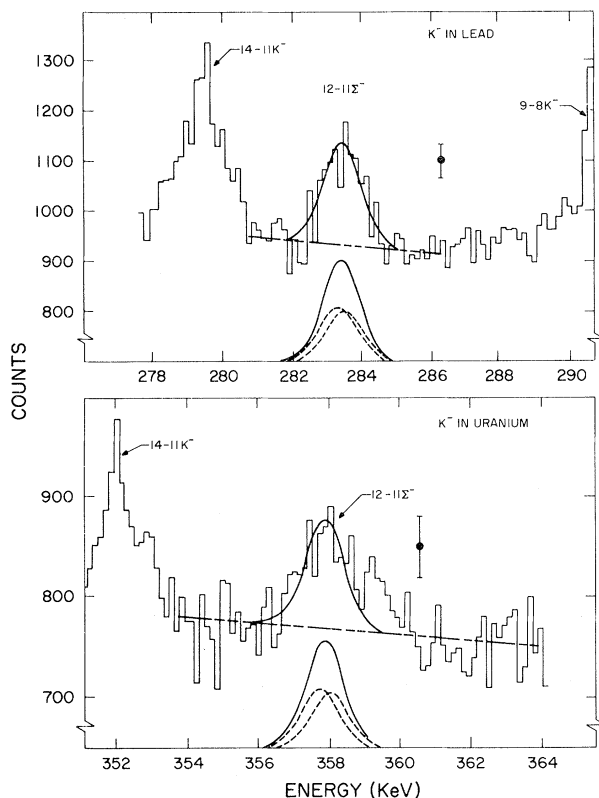 K⁻ IN LEAD
14-11K⁻
12-11Σ⁻
9-8K⁻
1300
1200
1100
1000
900
800
278 280 282 284 286 288 290
COUNTS
K⁻ IN URANIUM
14-11K⁻
12-11Σ⁻
900
800
700
352 354 356 358 360 362 364
ENERGY (KeV)